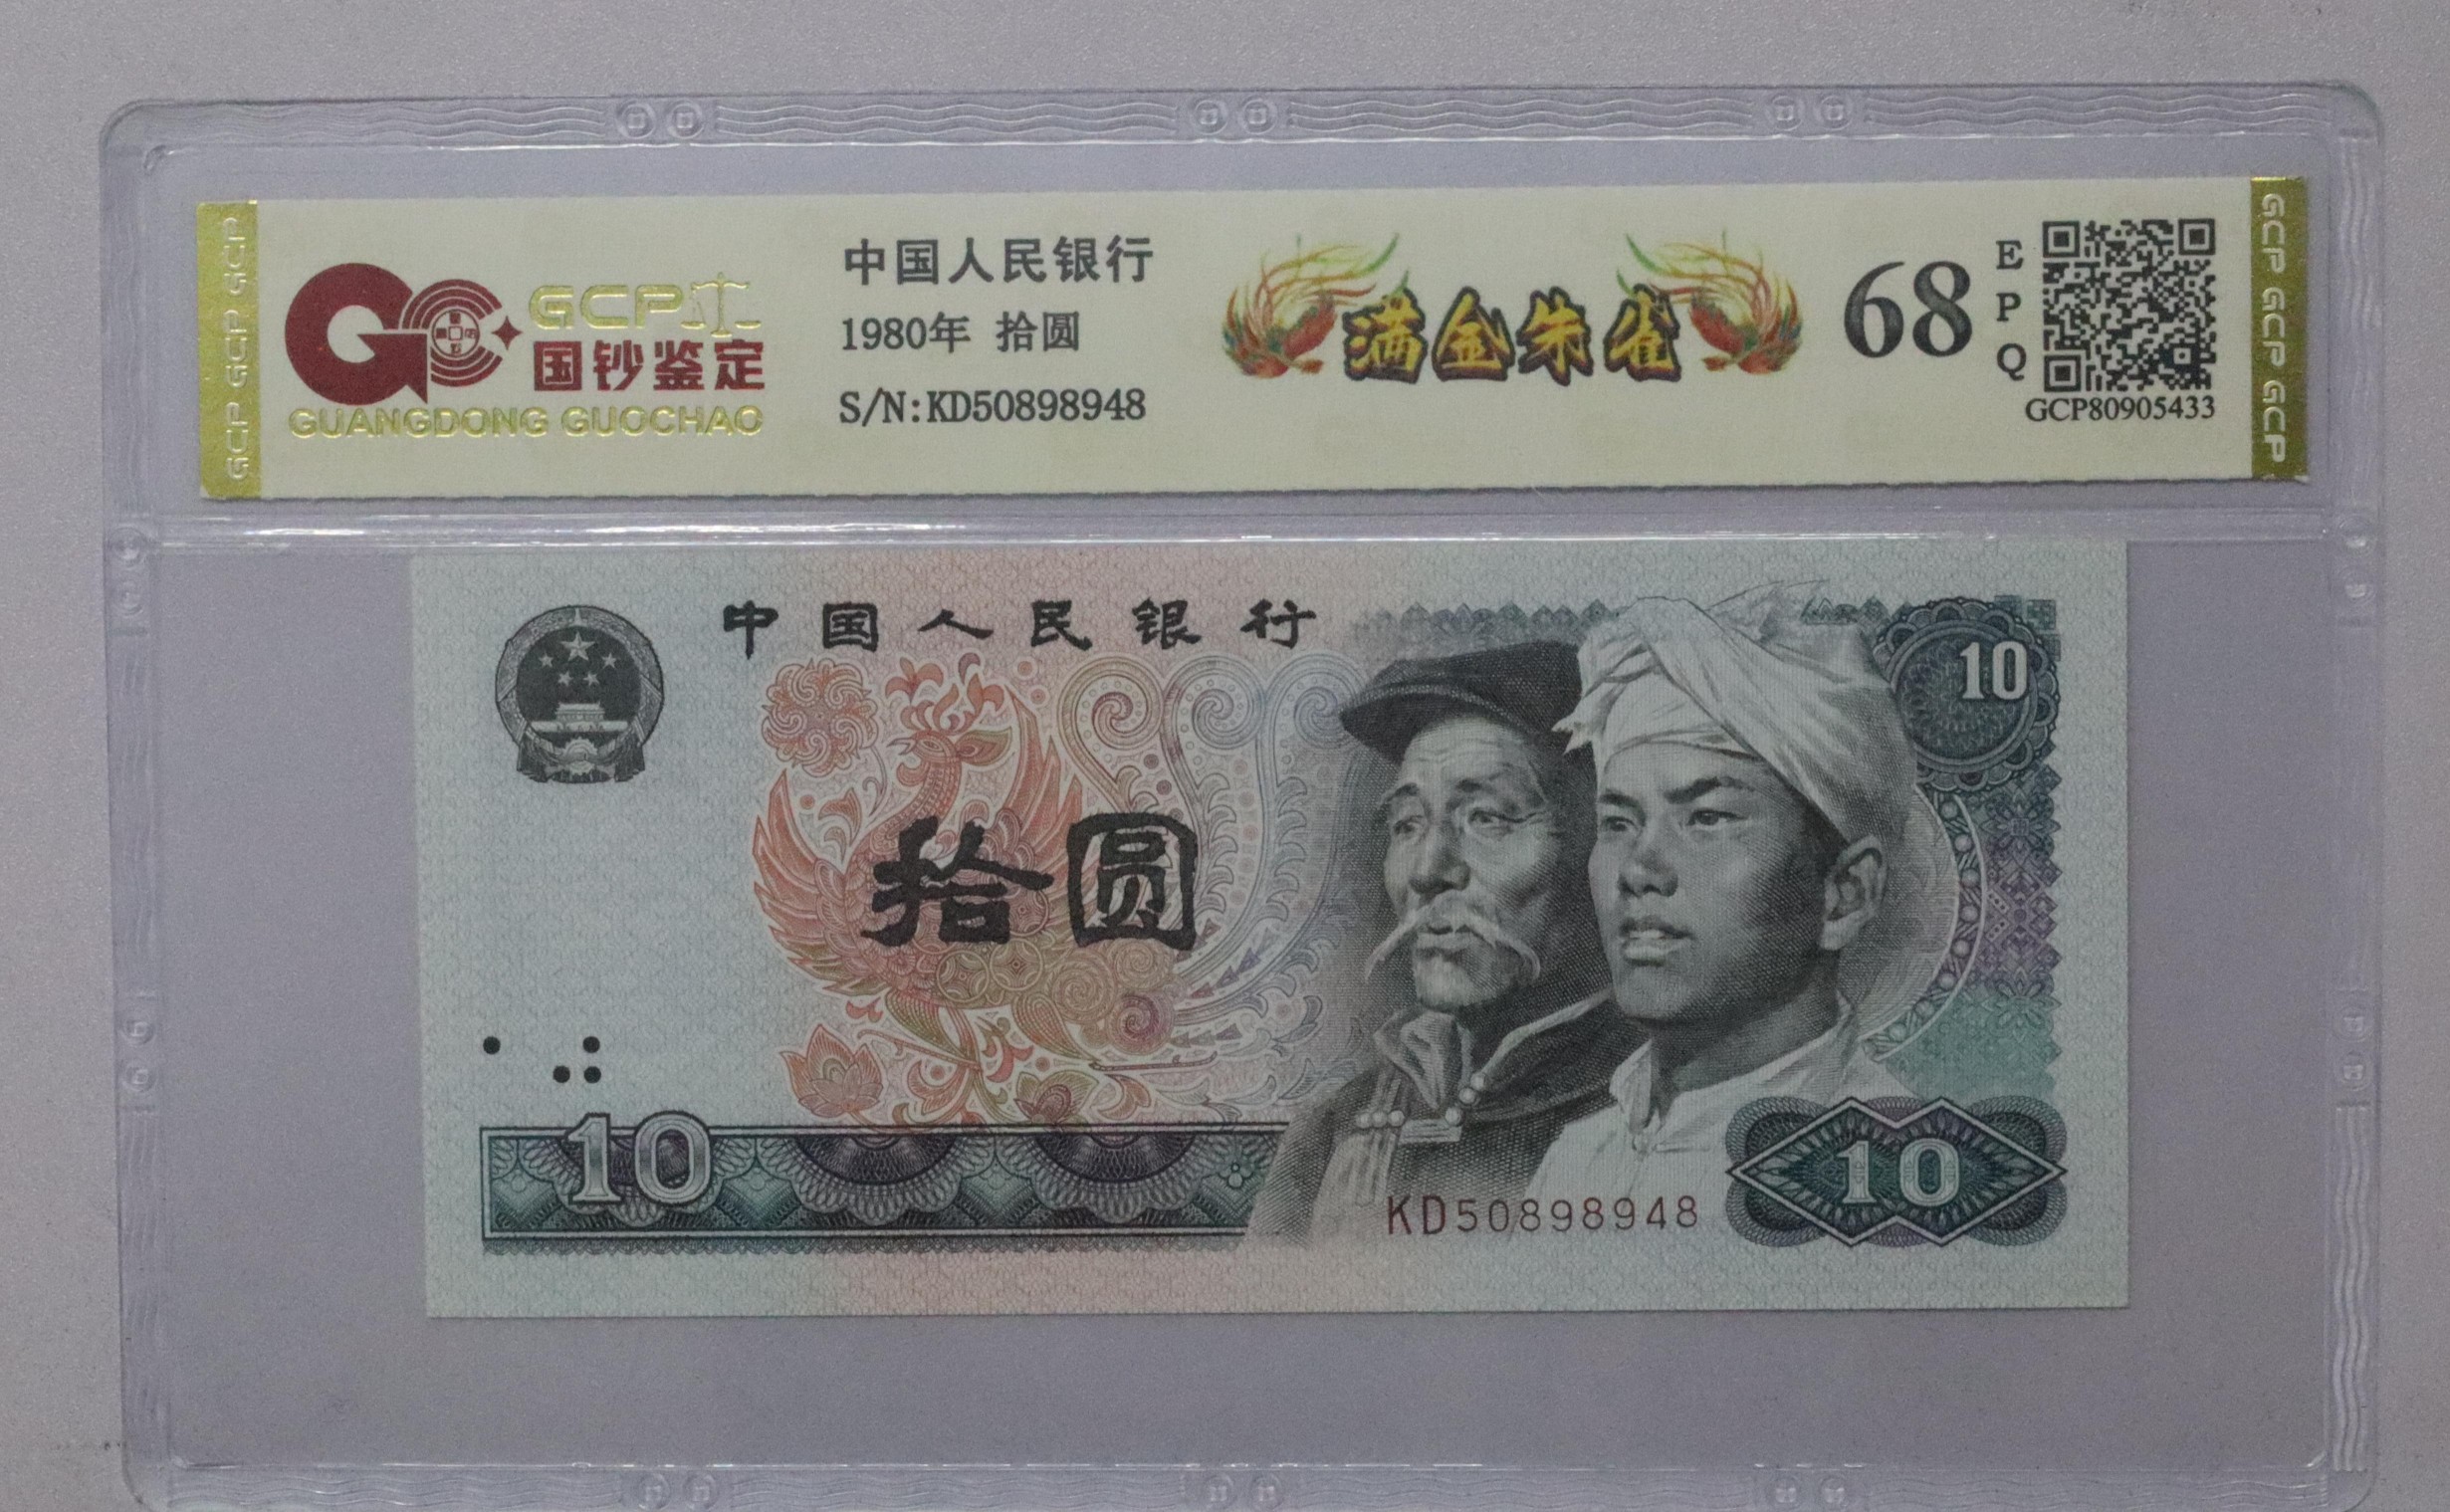 GCP GCP GCP
GCP
国钞鉴定
GUANGDONG GUOCHAO
中国人民银行
1980年 拾圆
S/N:KD50898948
满金朱雀
68
EPQ
GCP80905433
GCP GCP GCP
中国人民银行
10
拾圆
10
KD50898948
10